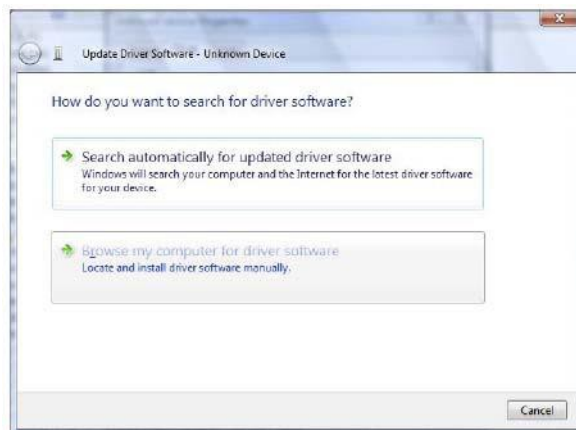 Update Driver Software - Unknown Device
How do you want to search for driver software?
Search automatically for updated driver software
Windows will search your computer and the Internet for the latest driver software
for your device.
Browse my computer for driver software
Locate and install driver software manually.
Cancel